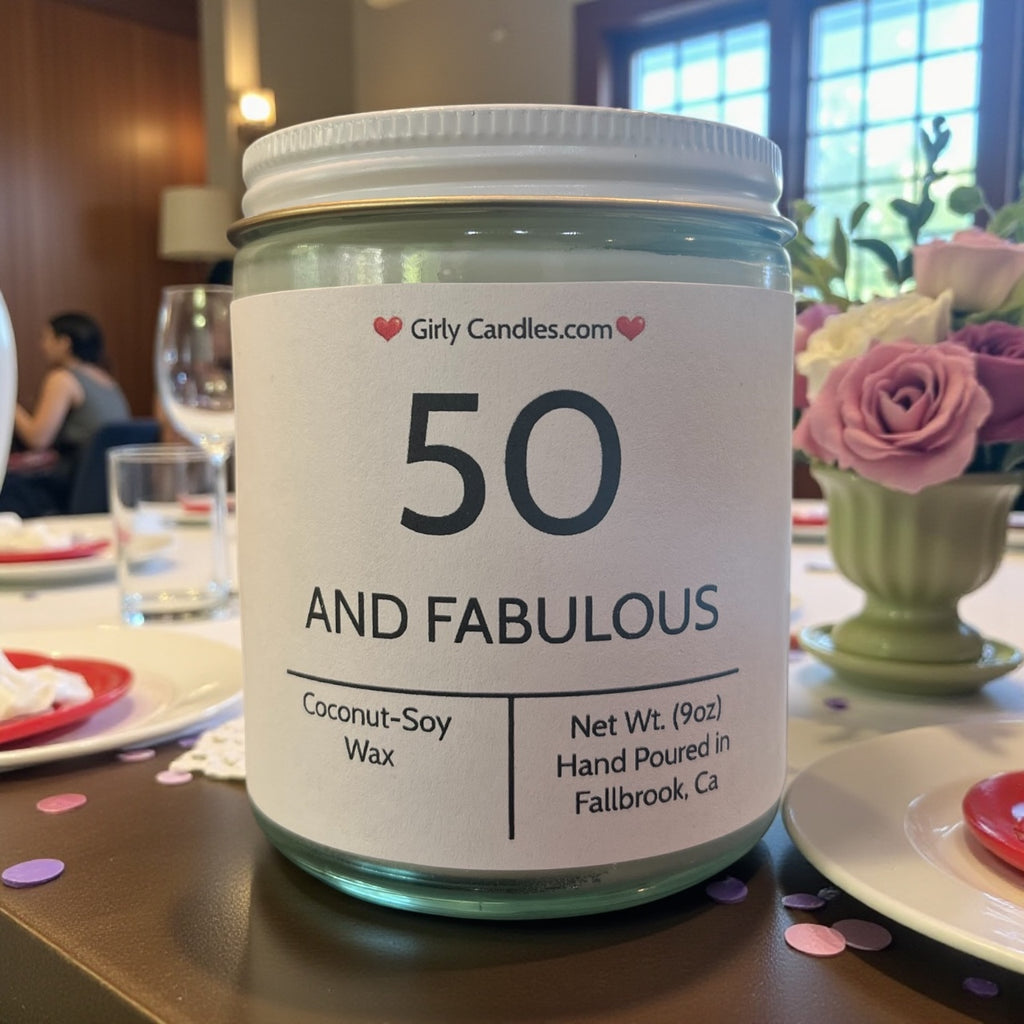 Girly Candles.com
50
AND FABULOUS
Coconut-Soy
Wax
Net Wt. (9oz)
Hand Poured in
Fallbrook, Ca